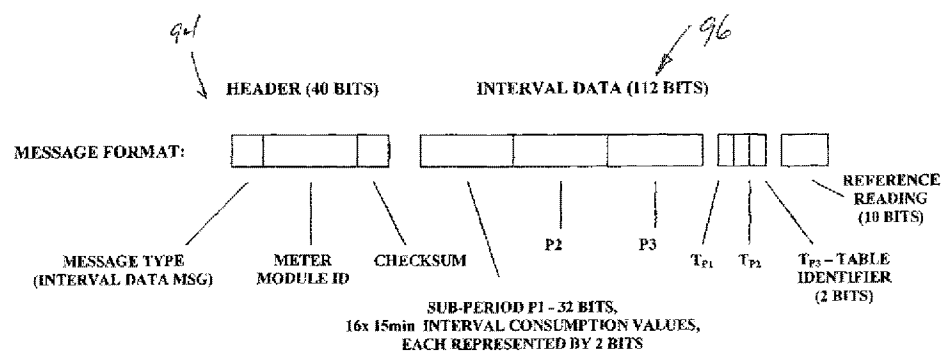 94
96
HEADER (40 BITS)
INTERVAL DATA (112 BITS)
MESSAGE FORMAT:
REFERENCE
READING
(10 BITS)
MESSAGE TYPE
(INTERVAL DATA MSG)
METER
MODULE ID
CHECKSUM
P2
P3
TP1
TP2
TP3 – TABLE
IDENTIFIER
(2 BITS)
SUB-PERIOD P1 - 32 BITS,
16x 15min INTERVAL CONSUMPTION VALUES,
EACH REPRESENTED BY 2 BITS